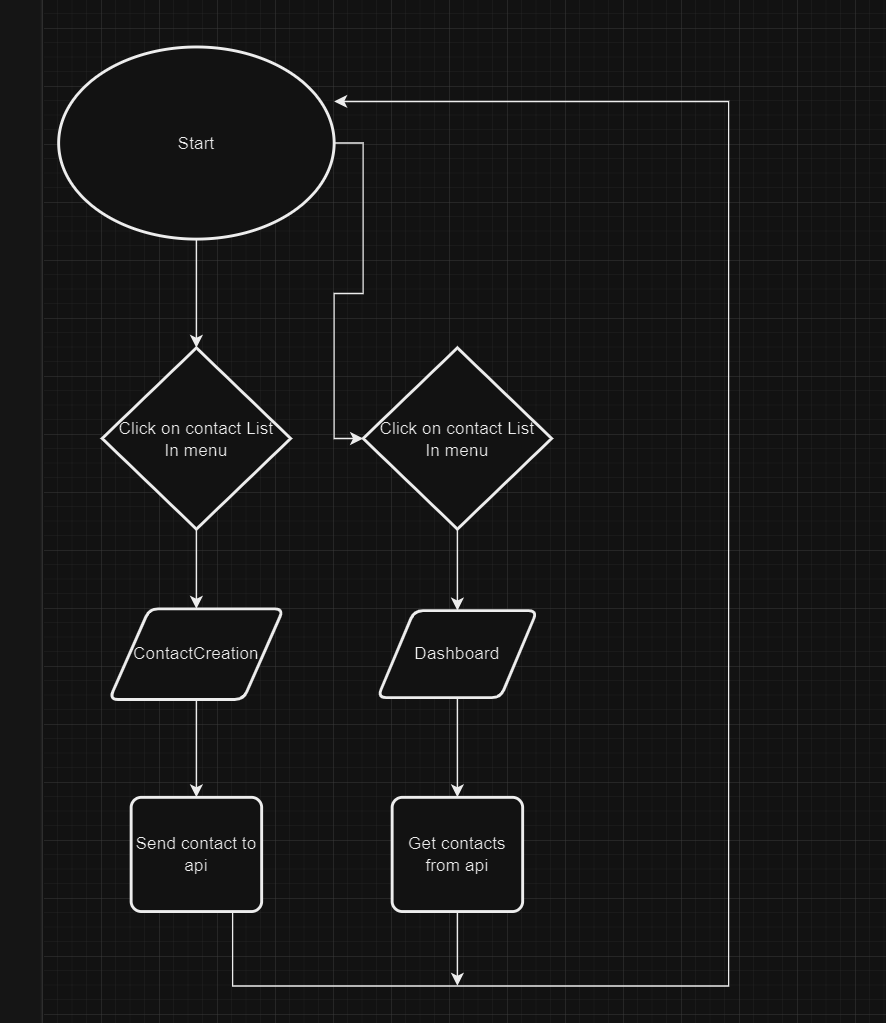 Start
Click on contact List
In menu
Click on contact List
In menu
ContactCreation
Dashboard
Send contact to
api
Get contacts
from api